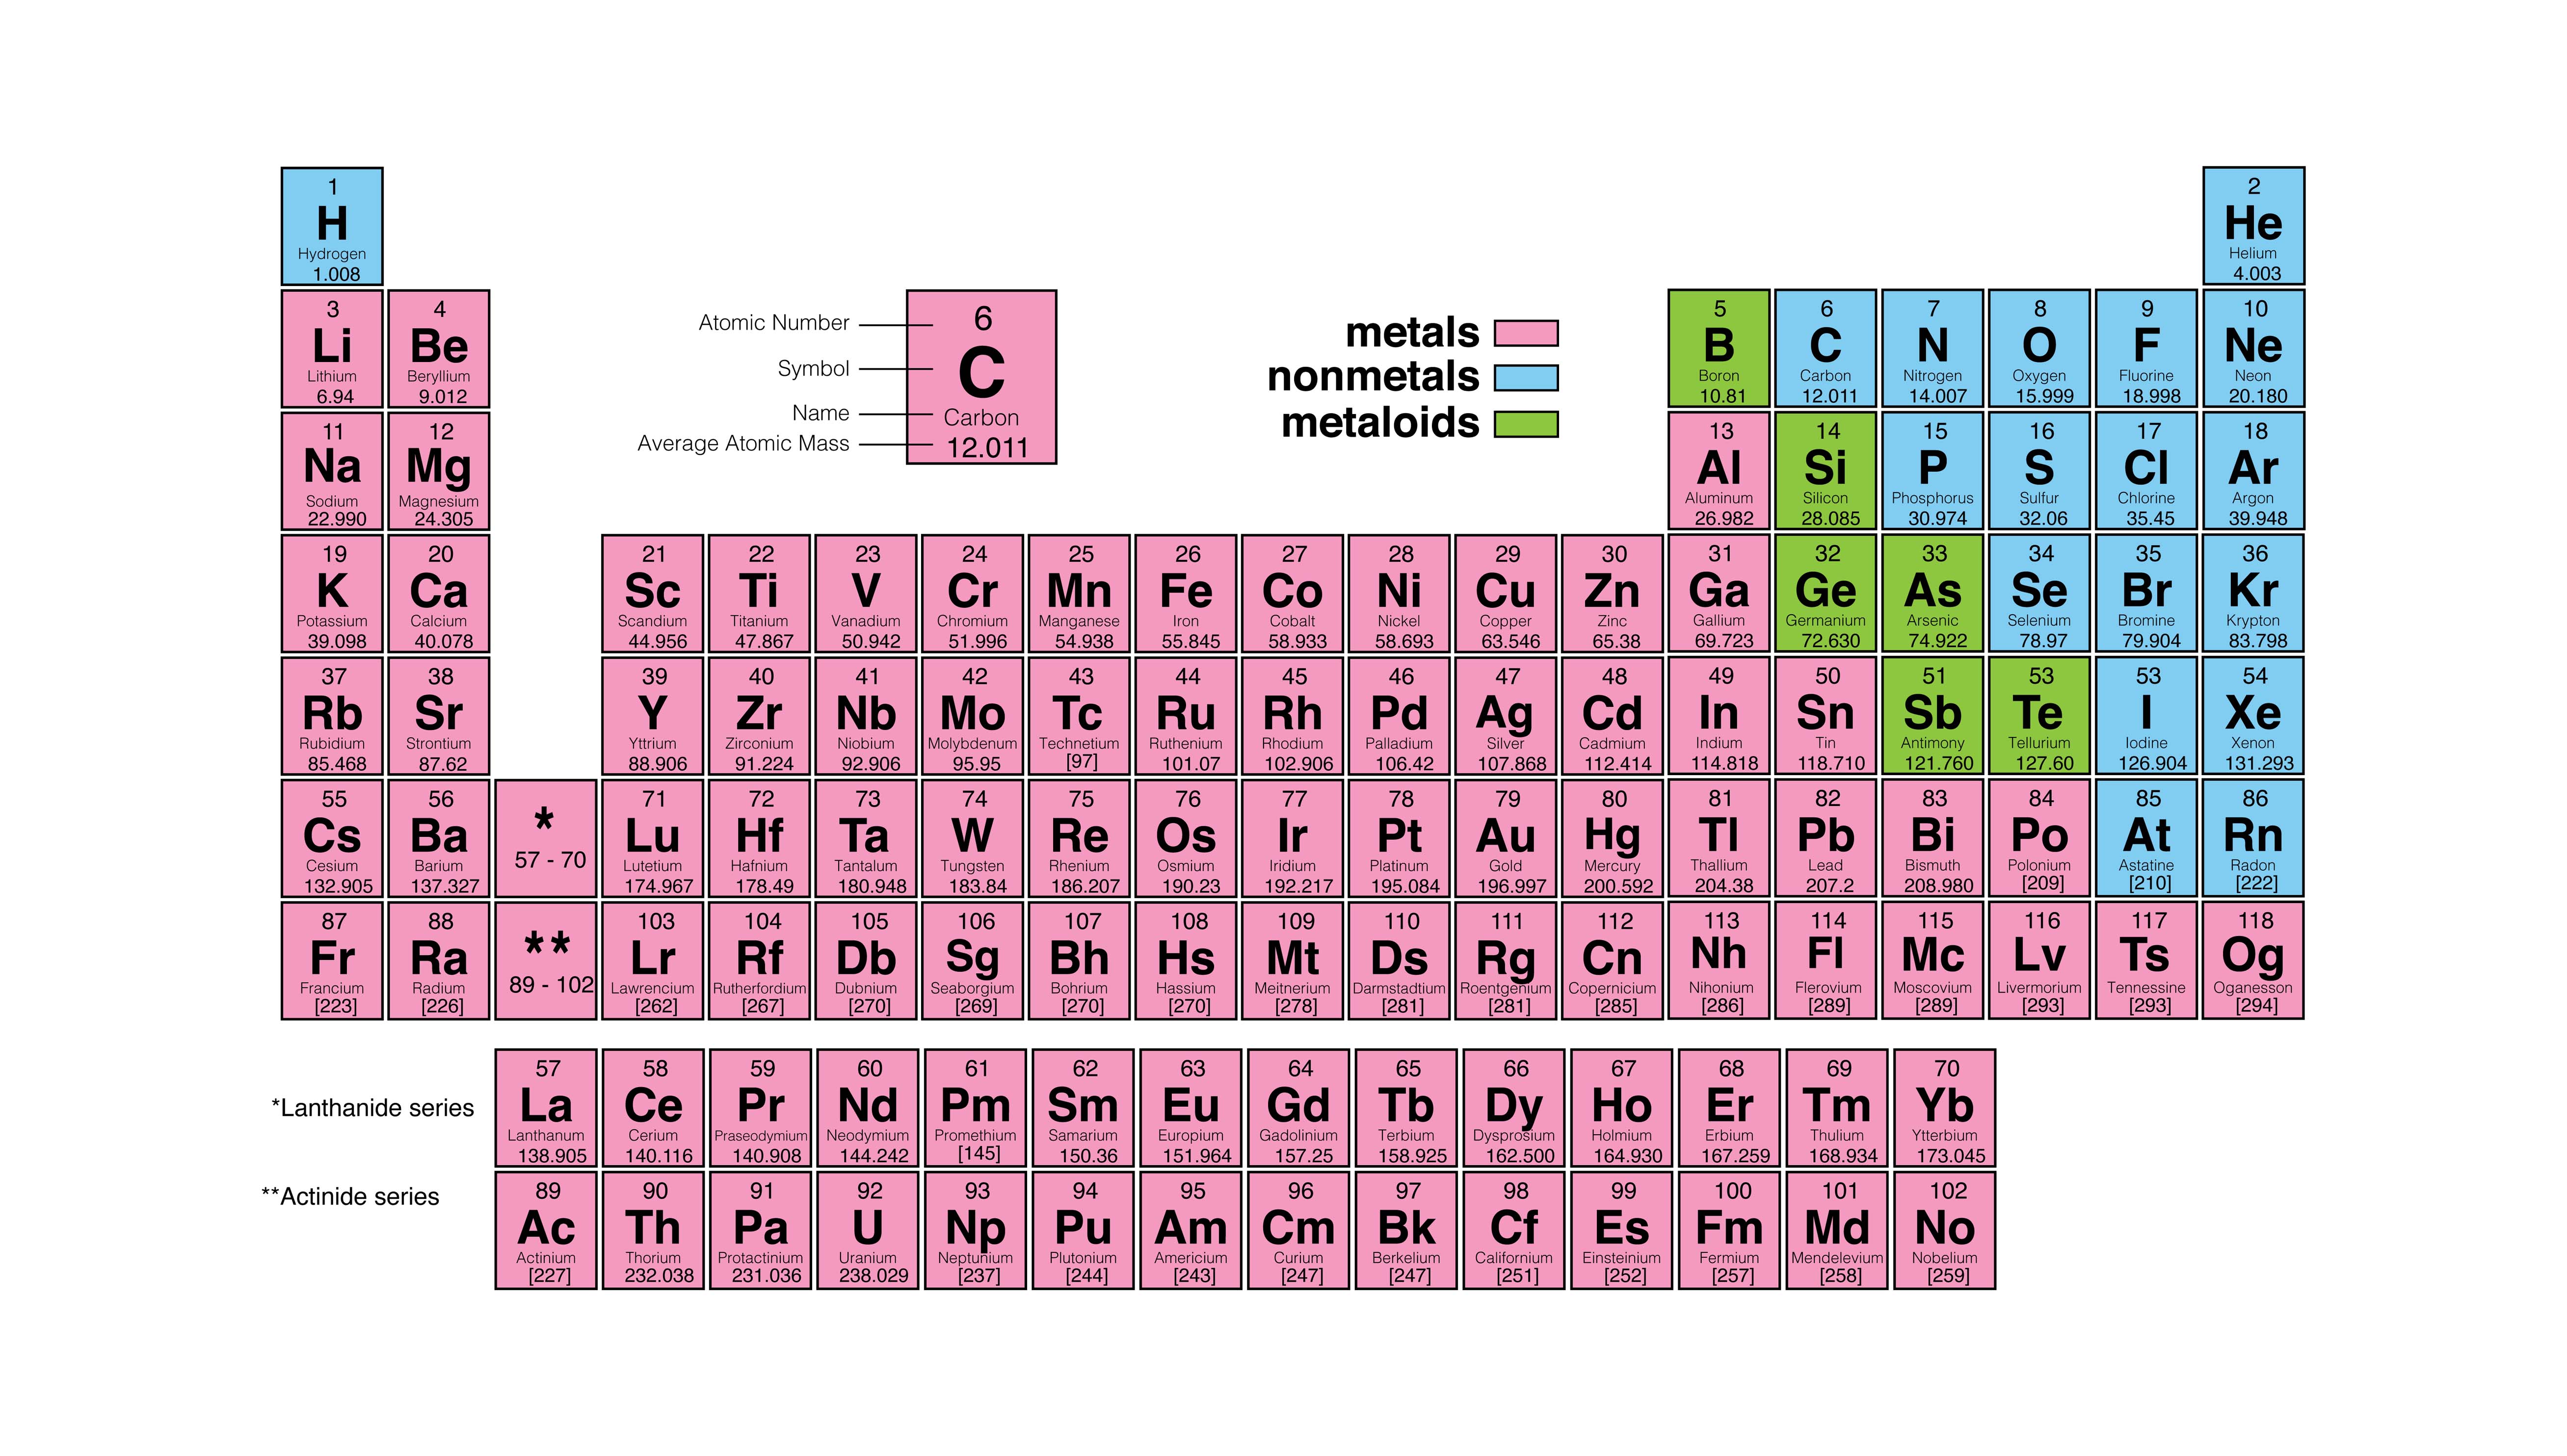 1 2
H He
Hydrogen Helium
1.008 4.003
3 4 5 6 7 8 9 10
Li Be B C N O F Ne
Lithium Beryllium Boron Carbon Nitrogen Oxygen Fluorine Neon
6.94 9.012 10.81 12.011 14.007 15.999 18.998 20.180
Atomic Number 6
Symbol C
Name Carbon
Average Atomic Mass 12.011
metals
nonmetals
metaloids
11 12 13 14 15 16 17 18
Na Mg Al Si P S Cl Ar
Sodium Magnesium Aluminum Silicon Phosphorus Sulfur Chlorine Argon
22.990 24.305 26.982 28.085 30.974 32.06 35.45 39.948
19 20 21 22 23 24 25 26 27 28 29 30 31 32 33 34 35 36
K Ca Sc Ti V Cr Mn Fe Co Ni Cu Zn Ga Ge As Se Br Kr
Potassium Calcium Scandium Titanium Vanadium Chromium Manganese Iron Cobalt Nickel Copper Zinc Gallium Germanium Arsenic Selenium Bromine Krypton
39.098 40.078 44.956 47.867 50.942 51.996 54.938 55.845 58.933 58.693 63.546 65.38 69.723 72.630 74.922 78.97 79.904 83.798
37 38 39 40 41 42 43 44 45 46 47 48 49 50 51 53 53 54
Rb Sr Y Zr Nb Mo Tc Ru Rh Pd Ag Cd In Sn Sb Te I Xe
Rubidium Strontium Yttrium Zirconium Niobium Molybdenum Technetium Ruthenium Rhodium Palladium Silver Cadmium Indium Tin Antimony Tellurium Iodine Xenon
85.468 87.62 88.906 91.224 92.906 95.95 [97] 101.07 102.906 106.42 107.868 112.414 114.818 118.710 121.760 127.60 126.904 131.293
55 56 * 71 72 73 74 75 76 77 78 79 80 81 82 83 84 85 86
Cs Ba 57 - 70 Lu Hf Ta W Re Os Ir Pt Au Hg Tl Pb Bi Po At Rn
Cesium Barium Lutetium Hafnium Tantalum Tungsten Rhenium Osmium Iridium Platinum Gold Mercury Thallium Lead Bismuth Polonium Astatine Radon
132.905 137.327 174.967 178.49 180.948 183.84 186.207 190.23 192.217 195.084 196.997 200.592 204.38 207.2 208.980 [209] [210] [222]
87 88 ** 103 104 105 106 107 108 109 110 111 112 113 114 115 116 117 118
Fr Ra 89 - 102 Lr Rf Db Sg Bh Hs Mt Ds Rg Cn Nh Fl Mc Lv Ts Og
Francium Radium Lawrencium Rutherfordium Dubnium Seaborgium Bohrium Hassium Meitnerium Darmstadtium Roentgenium Copernicium Nihonium Flerovium Moscovium Livermorium Tennessine Oganesson
[223] [226] [262] [267] [270] [269] [270] [270] [278] [281] [281] [285] [286] [289] [289] [293] [293] [294]
*Lanthanide series
57 58 59 60 61 62 63 64 65 66 67 68 69 70
La Ce Pr Nd Pm Sm Eu Gd Tb Dy Ho Er Tm Yb
Lanthanum Cerium Praseodymium Neodymium Promethium Samarium Europium Gadolinium Terbium Dysprosium Holmium Erbium Thulium Ytterbium
138.905 140.116 140.908 144.242 [145] 150.36 151.964 157.25 158.925 162.500 164.930 167.259 168.934 173.045
**Actinide series
89 90 91 92 93 94 95 96 97 98 99 100 101 102
Ac Th Pa U Np Pu Am Cm Bk Cf Es Fm Md No
Actinium Thorium Protactinium Uranium Neptunium Plutonium Americium Curium Berkelium Californium Einsteinium Fermium Mendelevium Nobelium
[227] 232.038 231.036 238.029 [237] [244] [243] [247] [247] [251] [252] [257] [258] [259]